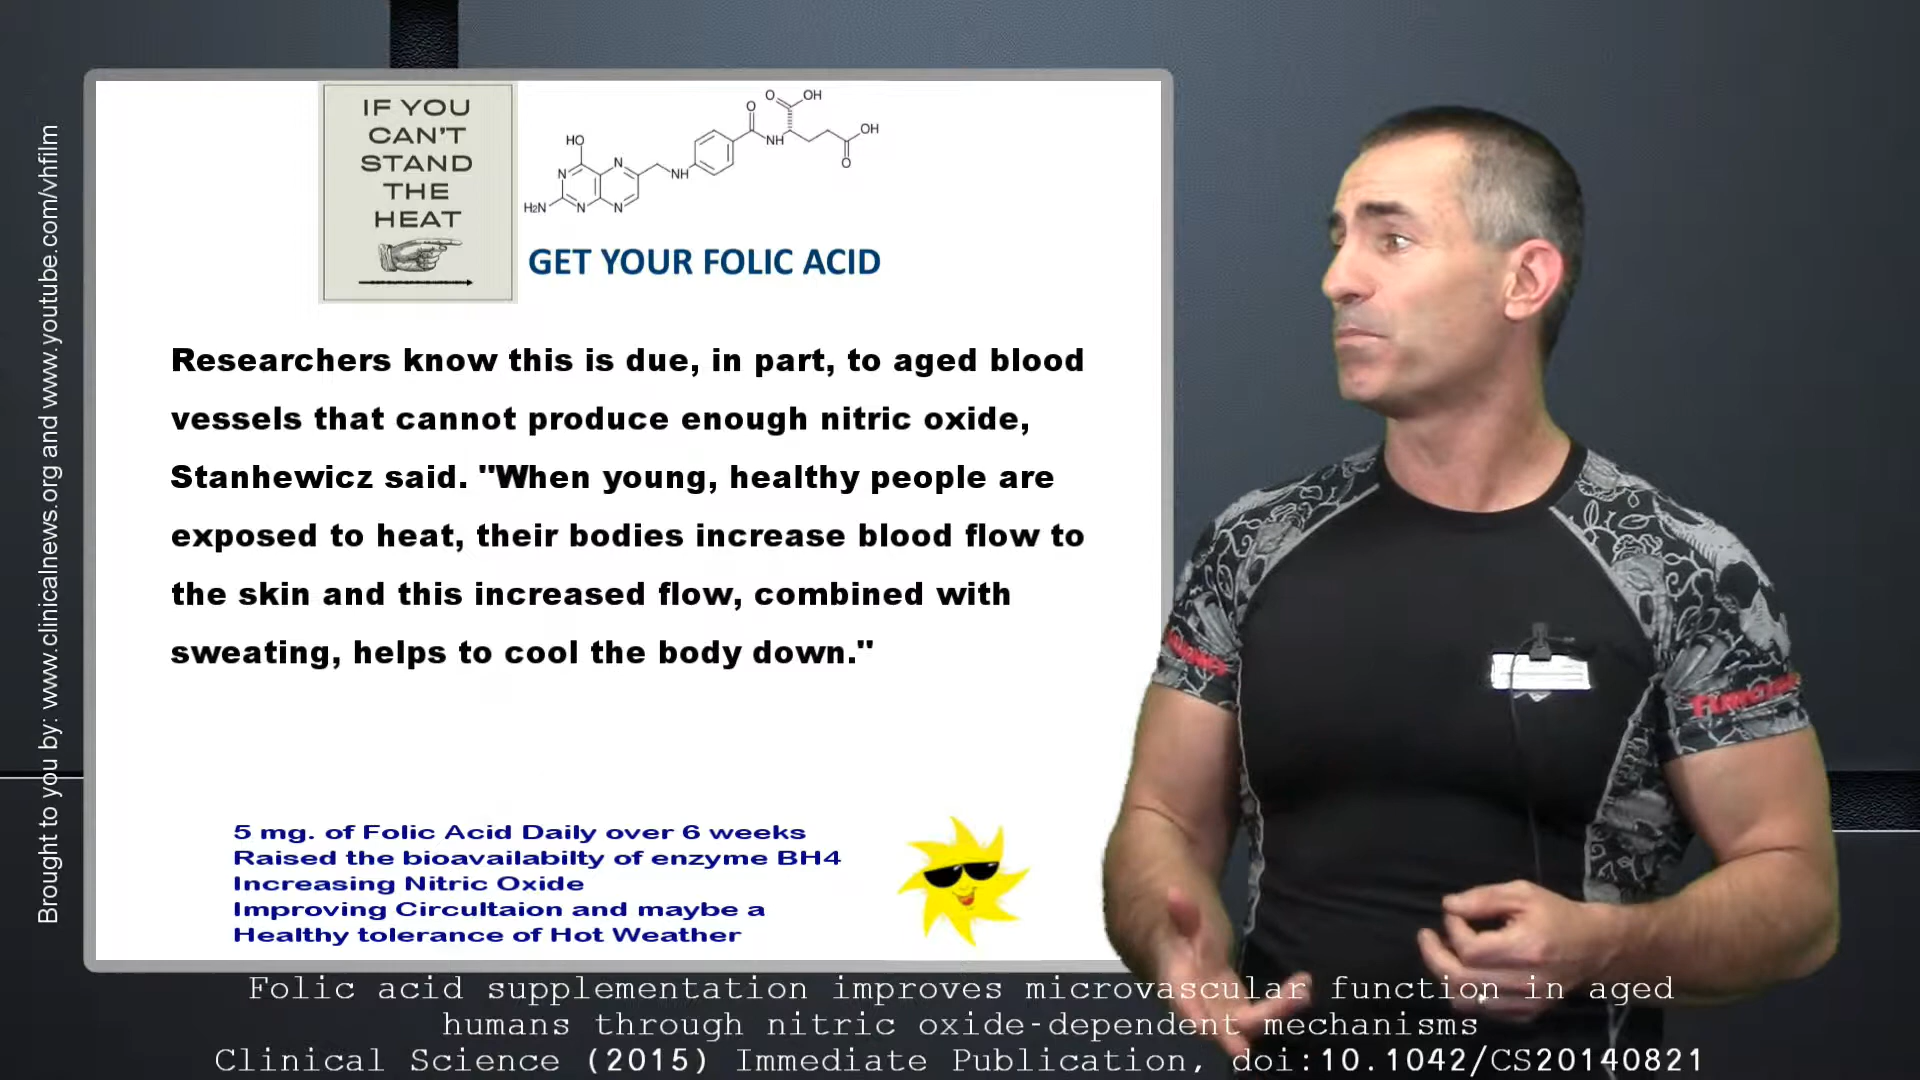 Brought to you by: www.clinicalnews.org and www.youtube.com/vhfilm
IF YOU
CAN'T
STAND
THE
HEAT
HO
N
N
H2N
N
N
NH
O
NH
O
OH
OH
O
GET YOUR FOLIC ACID
Researchers know this is due, in part, to aged blood
vessels that cannot produce enough nitric oxide,
Stanhewicz said. "When young, healthy people are
exposed to heat, their bodies increase blood flow to
the skin and this increased flow, combined with
sweating, helps to cool the body down."
5 mg. of Folic Acid Daily over 6 weeks
Raised the bioavailabilty of enzyme BH4
Increasing Nitric Oxide
Improving Circultaion and maybe a
Healthy tolerance of Hot Weather
Folic acid supplementation improves microvascular function in aged
humans through nitric oxide-dependent mechanisms
Clinical Science (2015) Immediate Publication, doi:10.1042/CS20140821